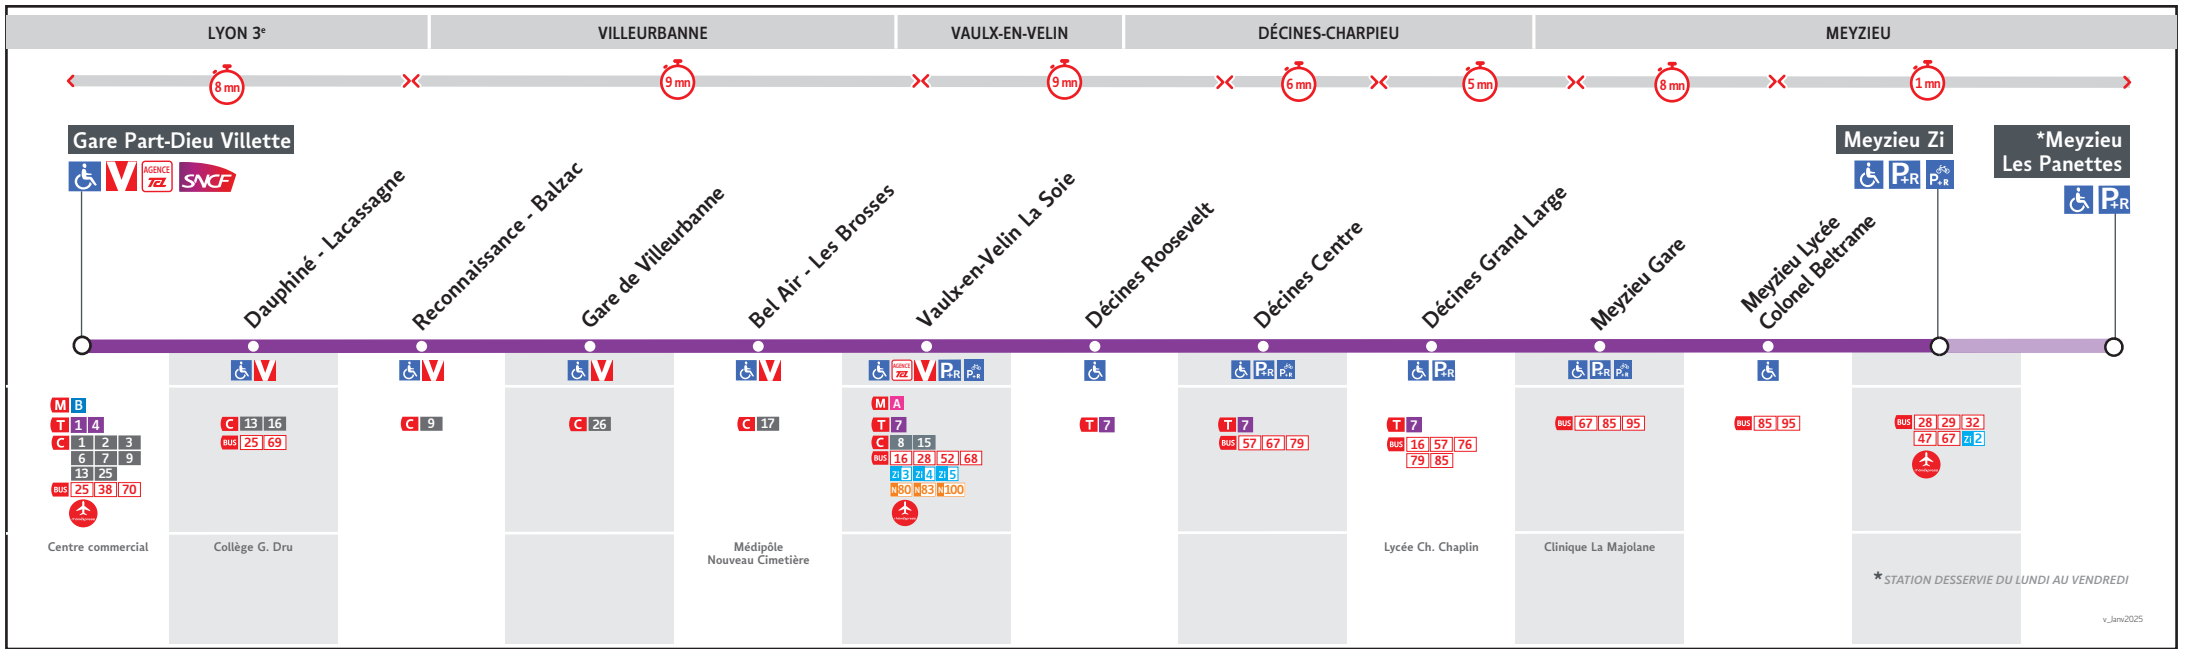 LYON 3e
VILLEURBANNE
VAULX-EN-VELIN
DÉCINES-CHARPIEU
MEYZIEU
8 mn
9 mn
9 mn
6 mn
5 mn
8 mn
1 mn
Gare Part-Dieu Villette
V
AGENCE
TCL
SNCF
Dauphiné - Lacassagne
Reconnaissance - Balzac
Gare de Villeurbanne
Bel Air - Les Brosses
Vaulx-en-Velin La Soie
Décines Roosevelt
Décines Centre
Décines Grand Large
Meyzieu Gare
Meyzieu Lycée
Colonel Beltrame
Meyzieu Zi
P+R P+R
*Meyzieu
Les Panettes
P+R
V
V
V
V
AGENCE
TCL V P+R P+R
P+R P+R
P+R
P+R P+R
M B
T 1 4
C 1 2 3
6 7 9
13 25
BUS 25 38 70
C 13 16
BUS 25 69
C 9
C 26
C 17
M A
T 7
C 8 15
BUS 16 28 52 68
Zi 3 Zi 4 Zi 5
N80 N83 N100
T 7
T 7
BUS 57 67 79
T 7
BUS 16 57 76
79 85
BUS 67 85 95
BUS 85 95
BUS 28 29 32
47 67 Zi 2
Centre commercial
Collège G. Dru
Médipôle
Nouveau Cimetière
Lycée Ch. Chaplin
Clinique La Majolane
* STATION DESSERVIE DU LUNDI AU VENDREDI
v_Janv2025